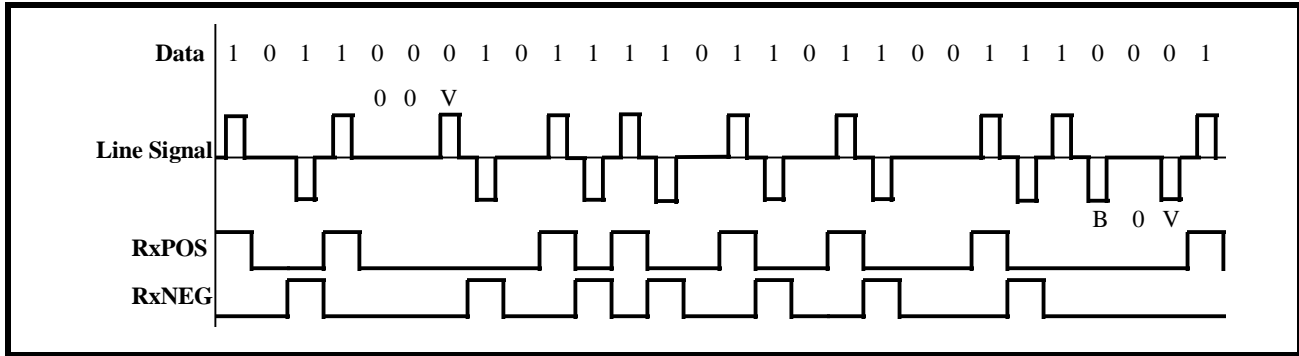 Data 1 0 1 1 0 0 0 1 0 1 1 1 1 0 1 1 0 1 1 0 0 1 1 1 0 0 0 1
0 0 V
Line Signal
B 0 V
RxPOS
RxNEG